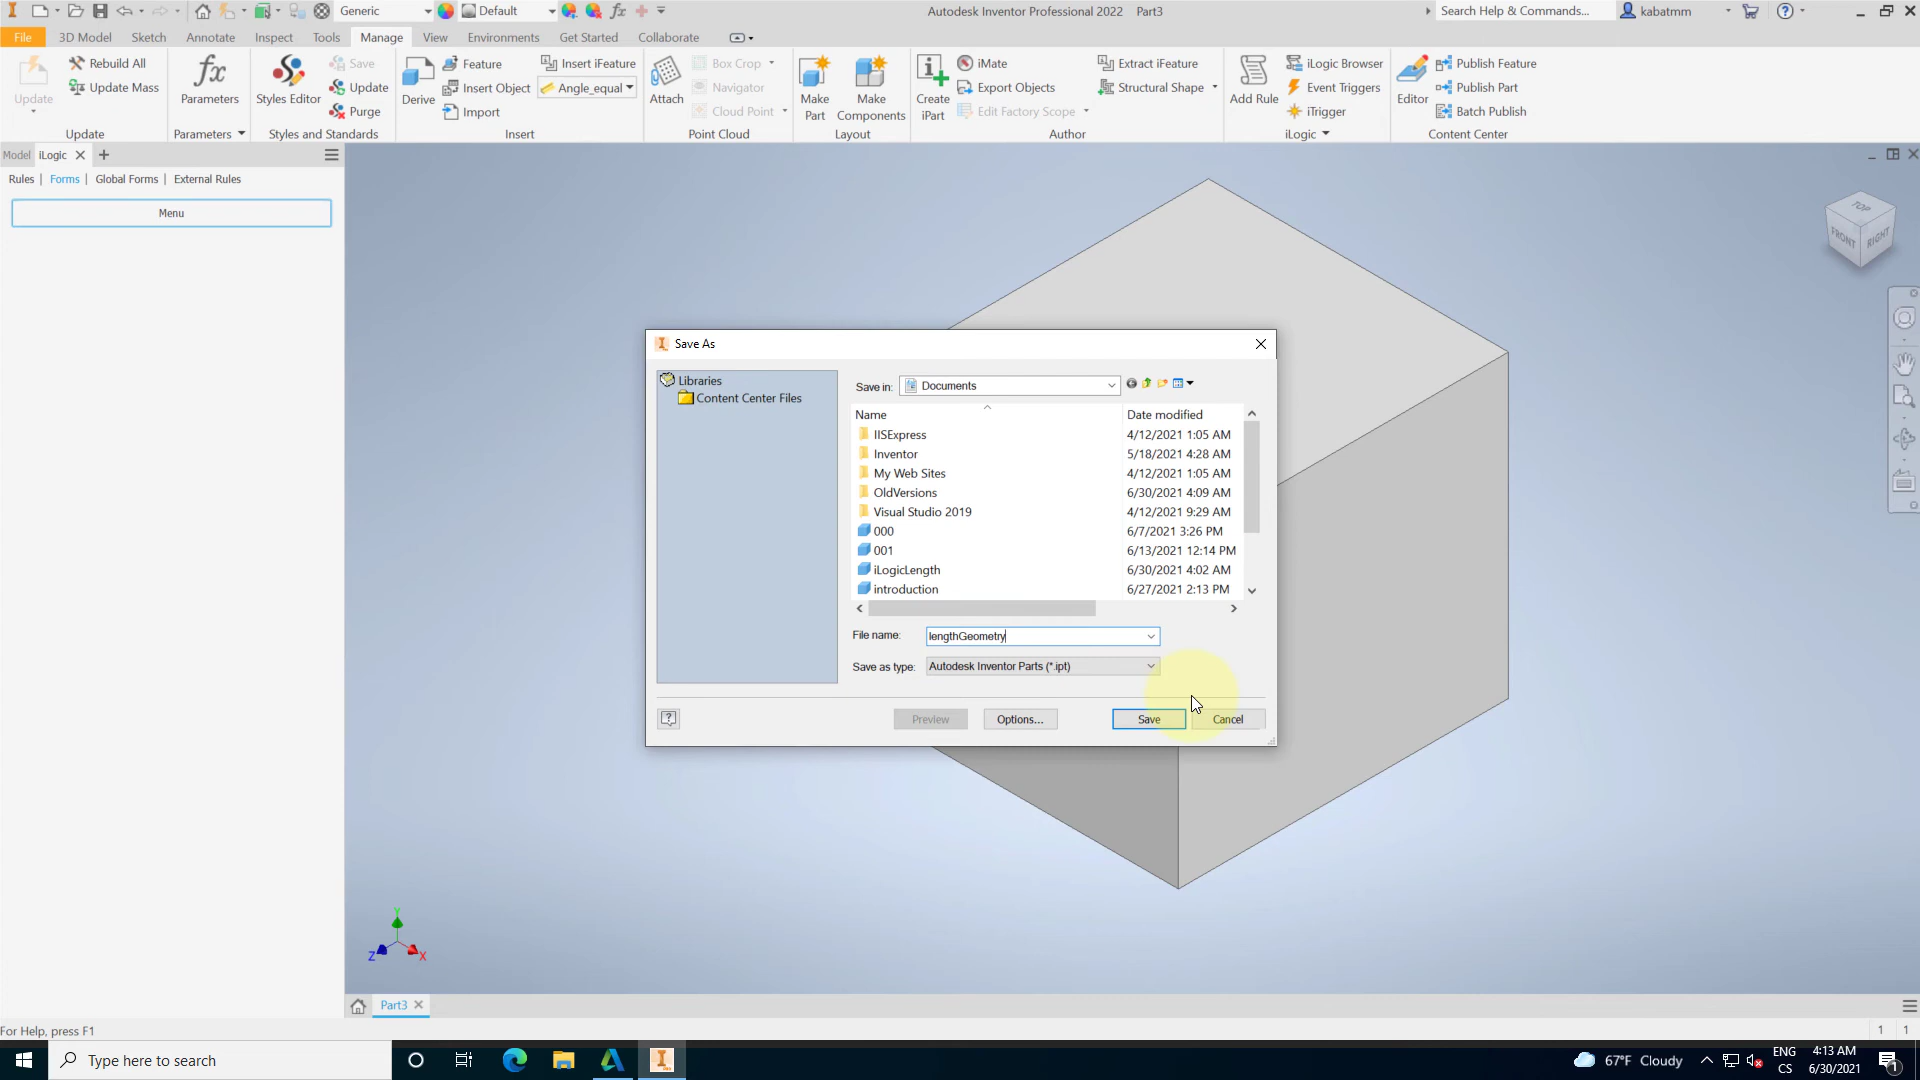 Generic
Default
Autodesk Inventor Professional 2022 Part3
Search Help & Commands...
kabatmm
File 3D Model Sketch Annotate Inspect Tools Manage View Environments Get Started Collaborate
Update
Rebuild All
Update Mass
Update
fx
Parameters
Parameters
Styles Editor
Save
Update
Purge
Styles and Standards
Derive
Feature
Insert Object
Import
Insert iFeature
Angle_equal
Insert
Attach
Box Crop
Navigator
Cloud Point
Point Cloud
Make Part
Make Components
Layout
Create iPart
iMate
Export Objects
Edit Factory Scope
Extract iFeature
Structural Shape
Author
Add Rule
iLogic Browser
Event Triggers
iTrigger
iLogic
Editor
Publish Feature
Publish Part
Batch Publish
Content Center
Model iLogic
Rules | Forms | Global Forms | External Rules
Menu
TOP
FRONT
RIGHT
Save As
Libraries
Content Center Files
Save in: Documents
Name Date modified
IISExpress 4/12/2021 1:05 AM
Inventor 5/18/2021 4:28 AM
My Web Sites 4/12/2021 1:05 AM
OldVersions 6/30/2021 4:09 AM
Visual Studio 2019 4/12/2021 9:29 AM
000 6/7/2021 3:26 PM
001 6/13/2021 12:14 PM
iLogicLength 6/30/2021 4:02 AM
introduction 6/27/2021 2:13 PM
File name: lengthGeometry
Save as type: Autodesk Inventor Parts (*.ipt)
Preview Options... Save Cancel
Y
Z X
Part3
For Help, press F1
1 1
Type here to search
67°F Cloudy
ENG
CS
4:13 AM
6/30/2021
1